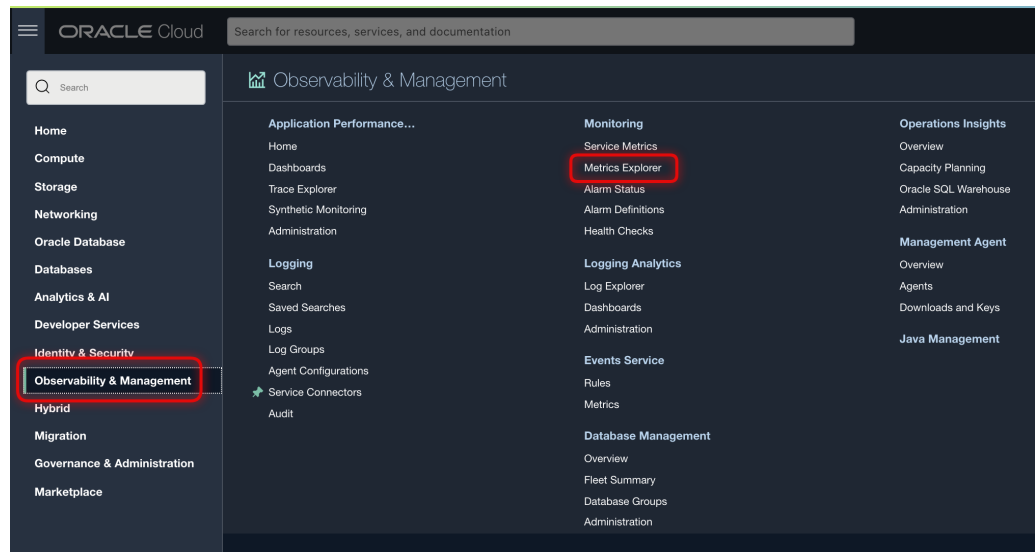 ORACLE Cloud
Search for resources, services, and documentation
Search
Home
Compute
Storage
Networking
Oracle Database
Databases
Analytics & AI
Developer Services
Identity & Security
Observability & Management
Hybrid
Migration
Governance & Administration
Marketplace
Observability & Management
Application Performance...
Home
Dashboards
Trace Explorer
Synthetic Monitoring
Administration
Logging
Search
Saved Searches
Logs
Log Groups
Agent Configurations
Service Connectors
Audit
Monitoring
Service Metrics
Metrics Explorer
Alarm Status
Alarm Definitions
Health Checks
Logging Analytics
Log Explorer
Dashboards
Administration
Events Service
Rules
Metrics
Database Management
Overview
Fleet Summary
Database Groups
Administration
Operations Insights
Overview
Capacity Planning
Oracle SQL Warehouse
Administration
Management Agent
Overview
Agents
Downloads and Keys
Java Management